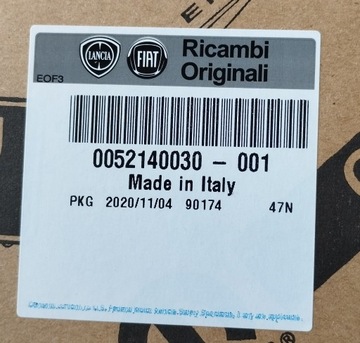 LANCIA FIAT Ricambi
Originali
EOF3
0052140030 - 001
Made in Italy
PKG 2020/11/04 90174 47N